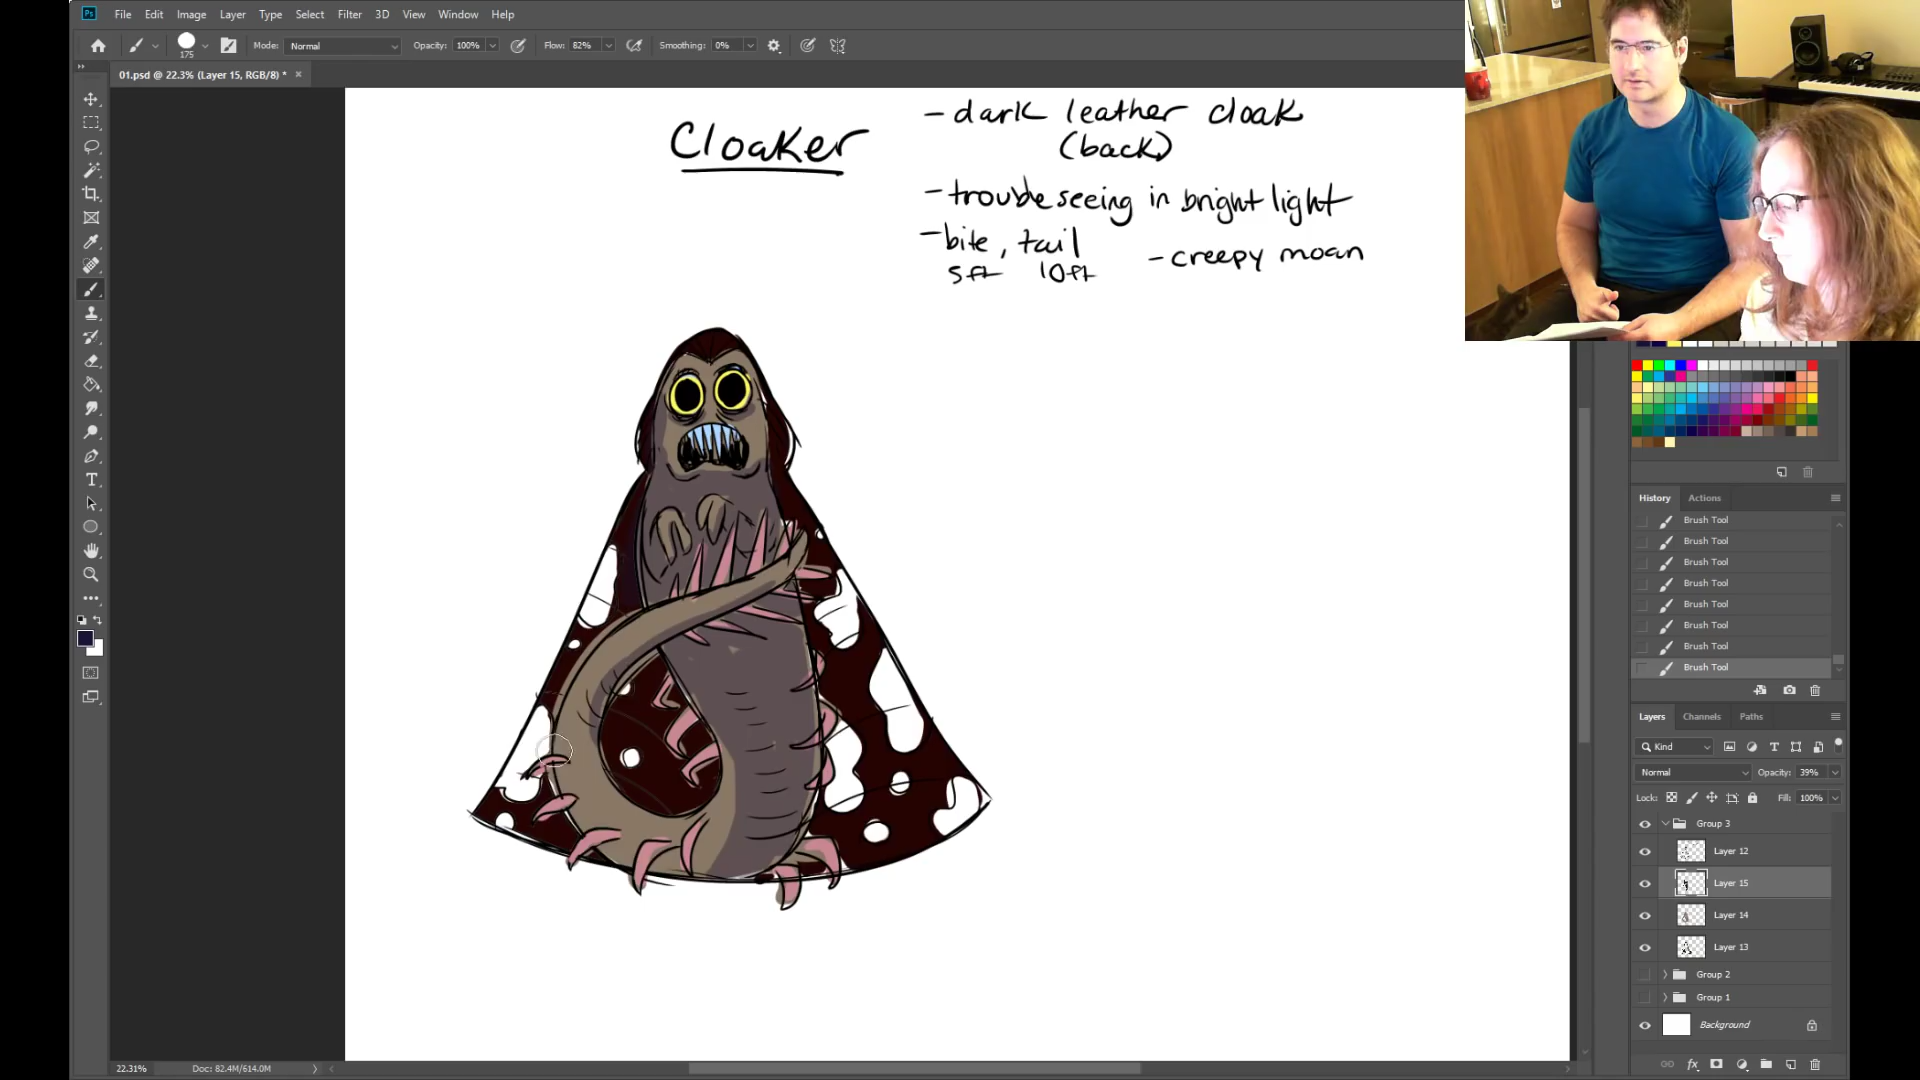 Ps File Edit Image Layer Type Select Filter 3D View Window Help
175 Mode: Normal Opacity: 100% Flow: 82% Smoothing: 0%
01.psd @ 22.3% (Layer 15, RGB/8) * ×
Cloaker
- dark leather cloak
(back)
- trouble seeing in bright light
- bite, tail
5ft 10ft
- creepy moan
History Actions
Brush Tool
Brush Tool
Brush Tool
Brush Tool
Brush Tool
Brush Tool
Brush Tool
Brush Tool
Layers Channels Paths
Kind
Normal Opacity: 39%
Lock: Fill: 100%
Group 3
Layer 12
Layer 15
Layer 14
Layer 13
Group 2
Group 1
Background
22.31% Doc: 82.4M/614.0M